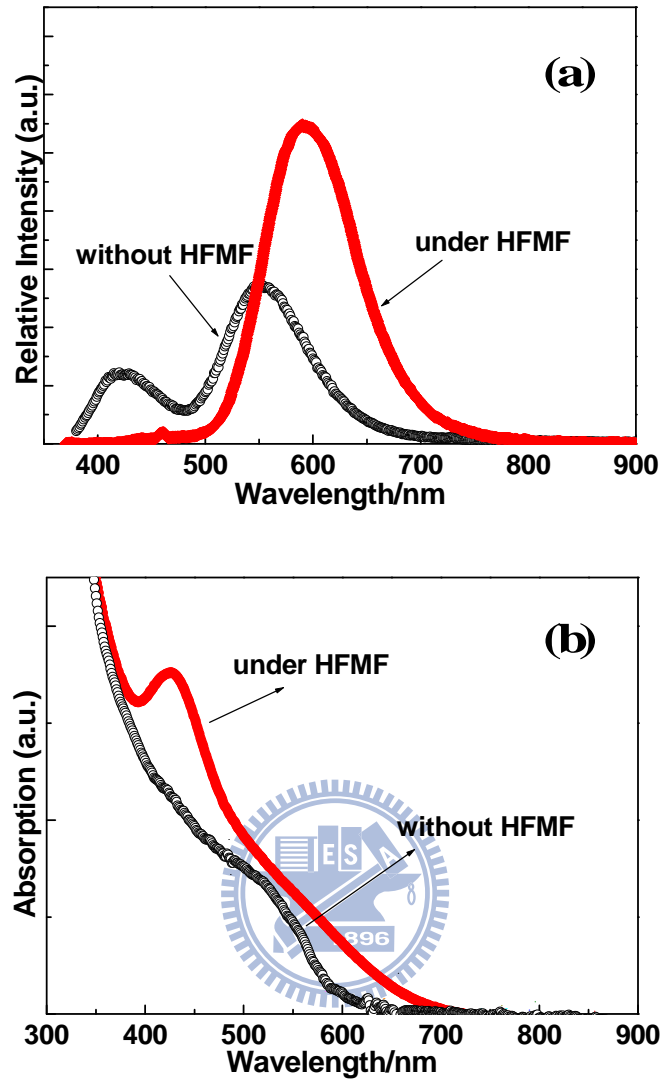 (a)
Relative Intensity (a.u.)
without HFMF
under HFMF
400 500 600 700 800 900
Wavelength/nm
(b)
Absorption (a.u.)
under HFMF
without HFMF
E S A
896
300 400 500 600 700 800 900
Wavelength/nm